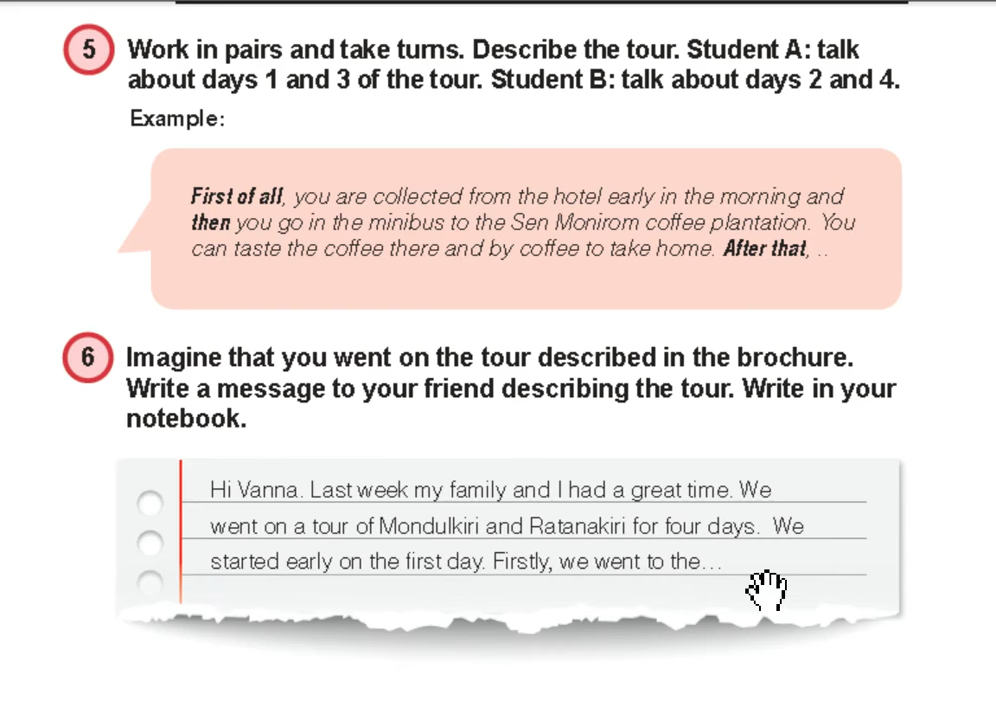 5 Work in pairs and take turns. Describe the tour. Student A: talk
about days 1 and 3 of the tour. Student B: talk about days 2 and 4.
Example:
First of all, you are collected from the hotel early in the morning and
then you go in the minibus to the Sen Monirom coffee plantation. You
can taste the coffee there and by coffee to take home. After that, ..
6 Imagine that you went on the tour described in the brochure.
Write a message to your friend describing the tour. Write in your
notebook.
Hi Vanna. Last week my family and I had a great time. We
went on a tour of Mondulkiri and Ratanakiri for four days. We
started early on the first day. Firstly, we went to the...